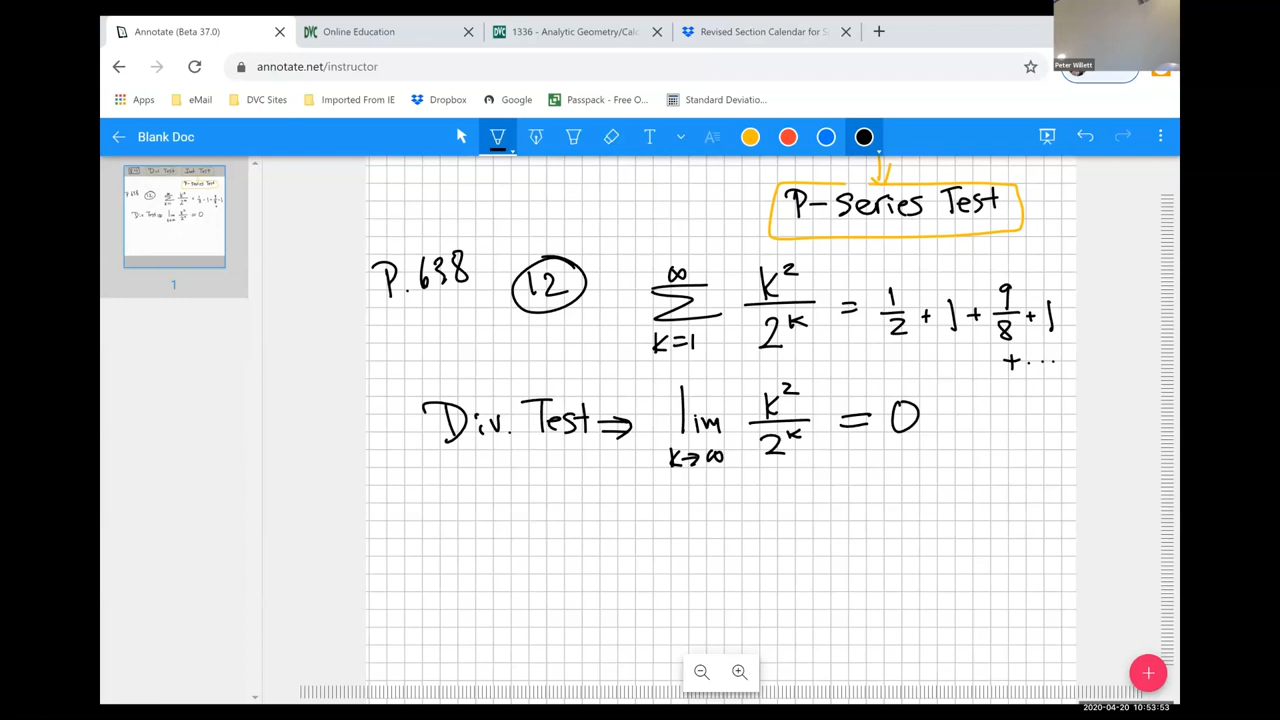 Annotate (Beta 37.0)
Online Education
1336 - Analytic Geometry/Calc
Revised Section Calendar for S
Peter Willett
annotate.net/instructor
Apps
eMail
DVC Sites
Imported From IE
Dropbox
Google
Passpack - Free O...
Standard Deviatio...
Blank Doc
P-series Test
P. 638 (12) ∑_{k=1}^{∞} k²/2^k = 1/2 + 1 + 9/8 + 1
+ ...
Div. Test ⇒ lim_{k→∞} k²/2^k = 0
1
2020-04-20 10:53:53